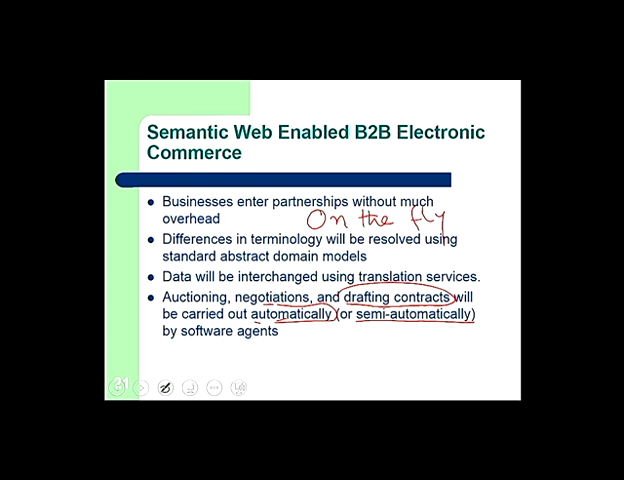 Semantic Web Enabled B2B Electronic
Commerce
• Businesses enter partnerships without much
overhead
On the fly
• Differences in terminology will be resolved using
standard abstract domain models
• Data will be interchanged using translation services.
• Auctioning, negotiations, and drafting contracts will
be carried out automatically (or semi-automatically)
by software agents
21